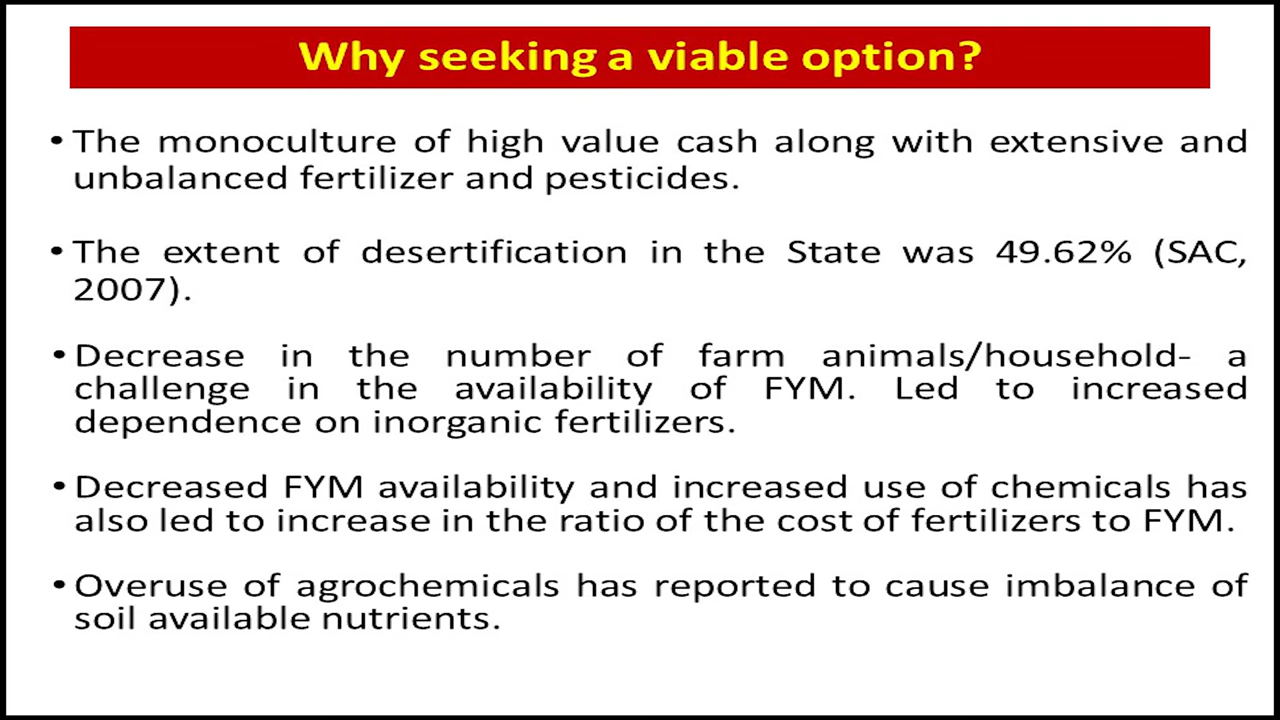 Why seeking a viable option?
• The monoculture of high value cash along with extensive and
unbalanced fertilizer and pesticides.
• The extent of desertification in the State was 49.62% (SAC,
2007).
• Decrease in the number of farm animals/household- a
challenge in the availability of FYM. Led to increased
dependence on inorganic fertilizers.
• Decreased FYM availability and increased use of chemicals has
also led to increase in the ratio of the cost of fertilizers to FYM.
• Overuse of agrochemicals has reported to cause imbalance of
soil available nutrients.